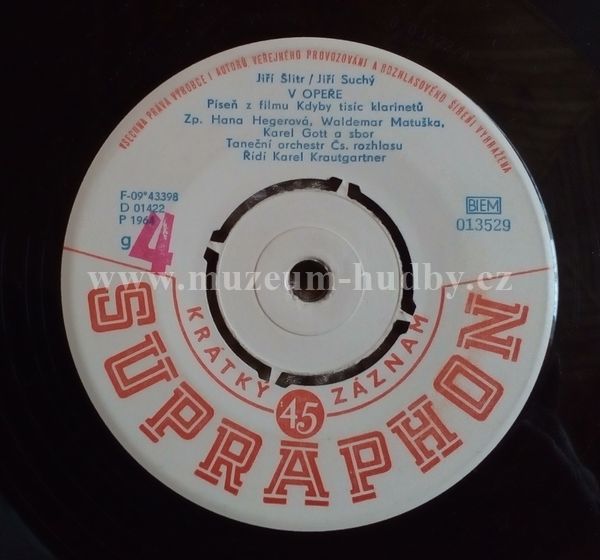 VŠECHNA PRÁVA VÝROBCE I AUTORŮ VEŘEJNÉHO PROVOZOVÁNÍ A ROZHLASOVÉHO ŠÍŘENÍ VYHRAŽENA
Jiří Šlitr/Jiří Suchý
V OPEŘE
Píseň z filmu Kdyby tisíc klarinetů
Zp. Hana Hegerová, Waldemar Matuška,
Karel Gott a sbor
Taneční orchestr Čs. rozhlasu
Řídí Karel Krautgartner
F-09*43398
D 01422
P 1964
g
4
BIEM
013529
www.muzeum-hudby.cz
KRÁTKÝ 45 ZÁZNAM
SUPRAPHON